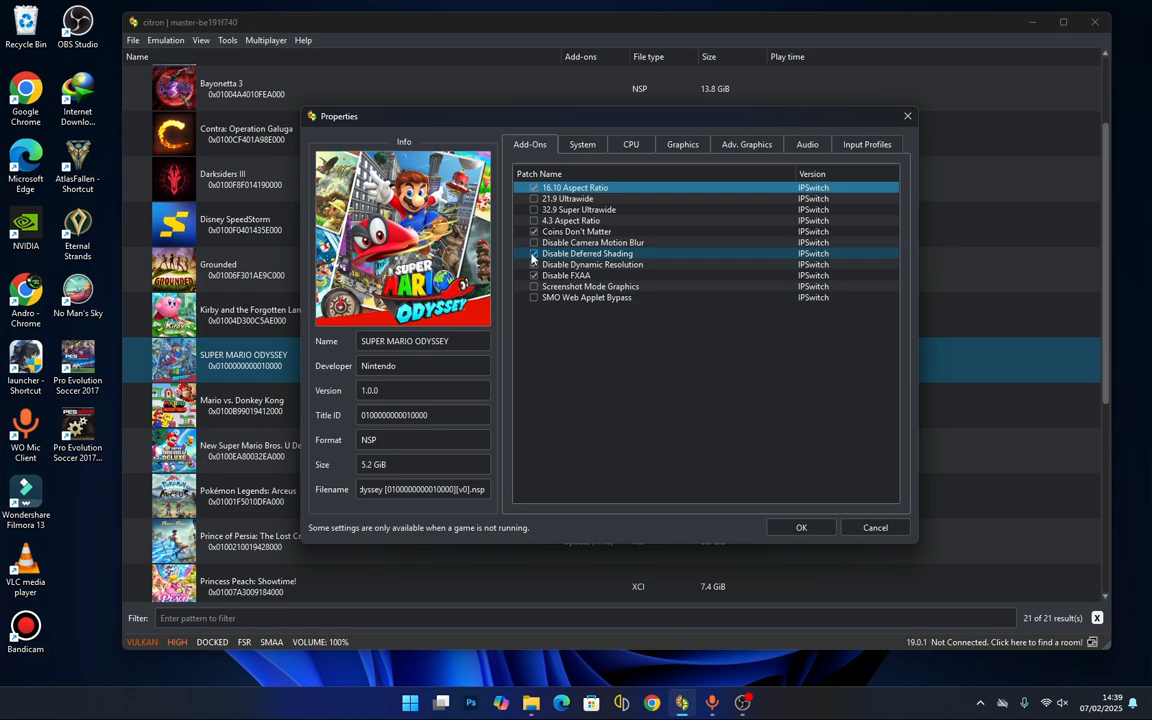 Recycle Bin
OBS Studio
Google Chrome
Internet Downlo...
Microsoft Edge
AtlasFallen - Shortcut
NVIDIA
Eternal Strands
Andro - Chrome
No Man's Sky
launcher - Shortcut
Pro Evolution Soccer 2017
WO Mic Client
Pro Evolution Soccer 2017...
Wondershare Filmora 13
VLC media player
Bandicam
citron | master-be191f740
File Emulation View Tools Multiplayer Help
Name Add-ons File type Size Play time
Bayonetta 3
0x01004A4010FEA000
NSP 13.8 GiB
Contra: Operation Galuga
0x0100CF401A98E000
Darksiders III
0x0100F8F014190000
Disney SpeedStorm
0x0100F0401435E000
Grounded
0x01006F301AE9C000
Kirby and the Forgotten Lan
0x01004D300C5AE000
SUPER MARIO ODYSSEY
0x0100000000010000
Mario vs. Donkey Kong
0x0100B99019412000
New Super Mario Bros. U De
0x0100EA80032EA000
Pokémon Legends: Arceus
0x01001F5010DFA000
Prince of Persia: The Lost C
0x0100210019428000
Princess Peach: Showtime!
0x01007A3009184000
XCI 7.4 GiB
Properties
Info
SUPER MARIO ODYSSEY
Name SUPER MARIO ODYSSEY
Developer Nintendo
Version 1.0.0
Title ID 0100000000010000
Format NSP
Size 5.2 GiB
Filename dyssey [0100000000010000][v0].nsp
Add-Ons System CPU Graphics Adv. Graphics Audio Input Profiles
Patch Name Version
16.10 Aspect Ratio IPSwitch
21.9 Ultrawide IPSwitch
32.9 Super Ultrawide IPSwitch
4.3 Aspect Ratio IPSwitch
Coins Don't Matter IPSwitch
Disable Camera Motion Blur IPSwitch
Disable Deferred Shading IPSwitch
Disable Dynamic Resolution IPSwitch
Disable FXAA IPSwitch
Screenshot Mode Graphics IPSwitch
SMO Web Applet Bypass IPSwitch
Some settings are only available when a game is not running.
OK Cancel
Filter: Enter pattern to filter 21 of 21 result(s) X
VULKAN HIGH DOCKED FSR SMAA VOLUME: 100% 19.0.1 Not Connected. Click here to find a room!
14:39
07/02/2025